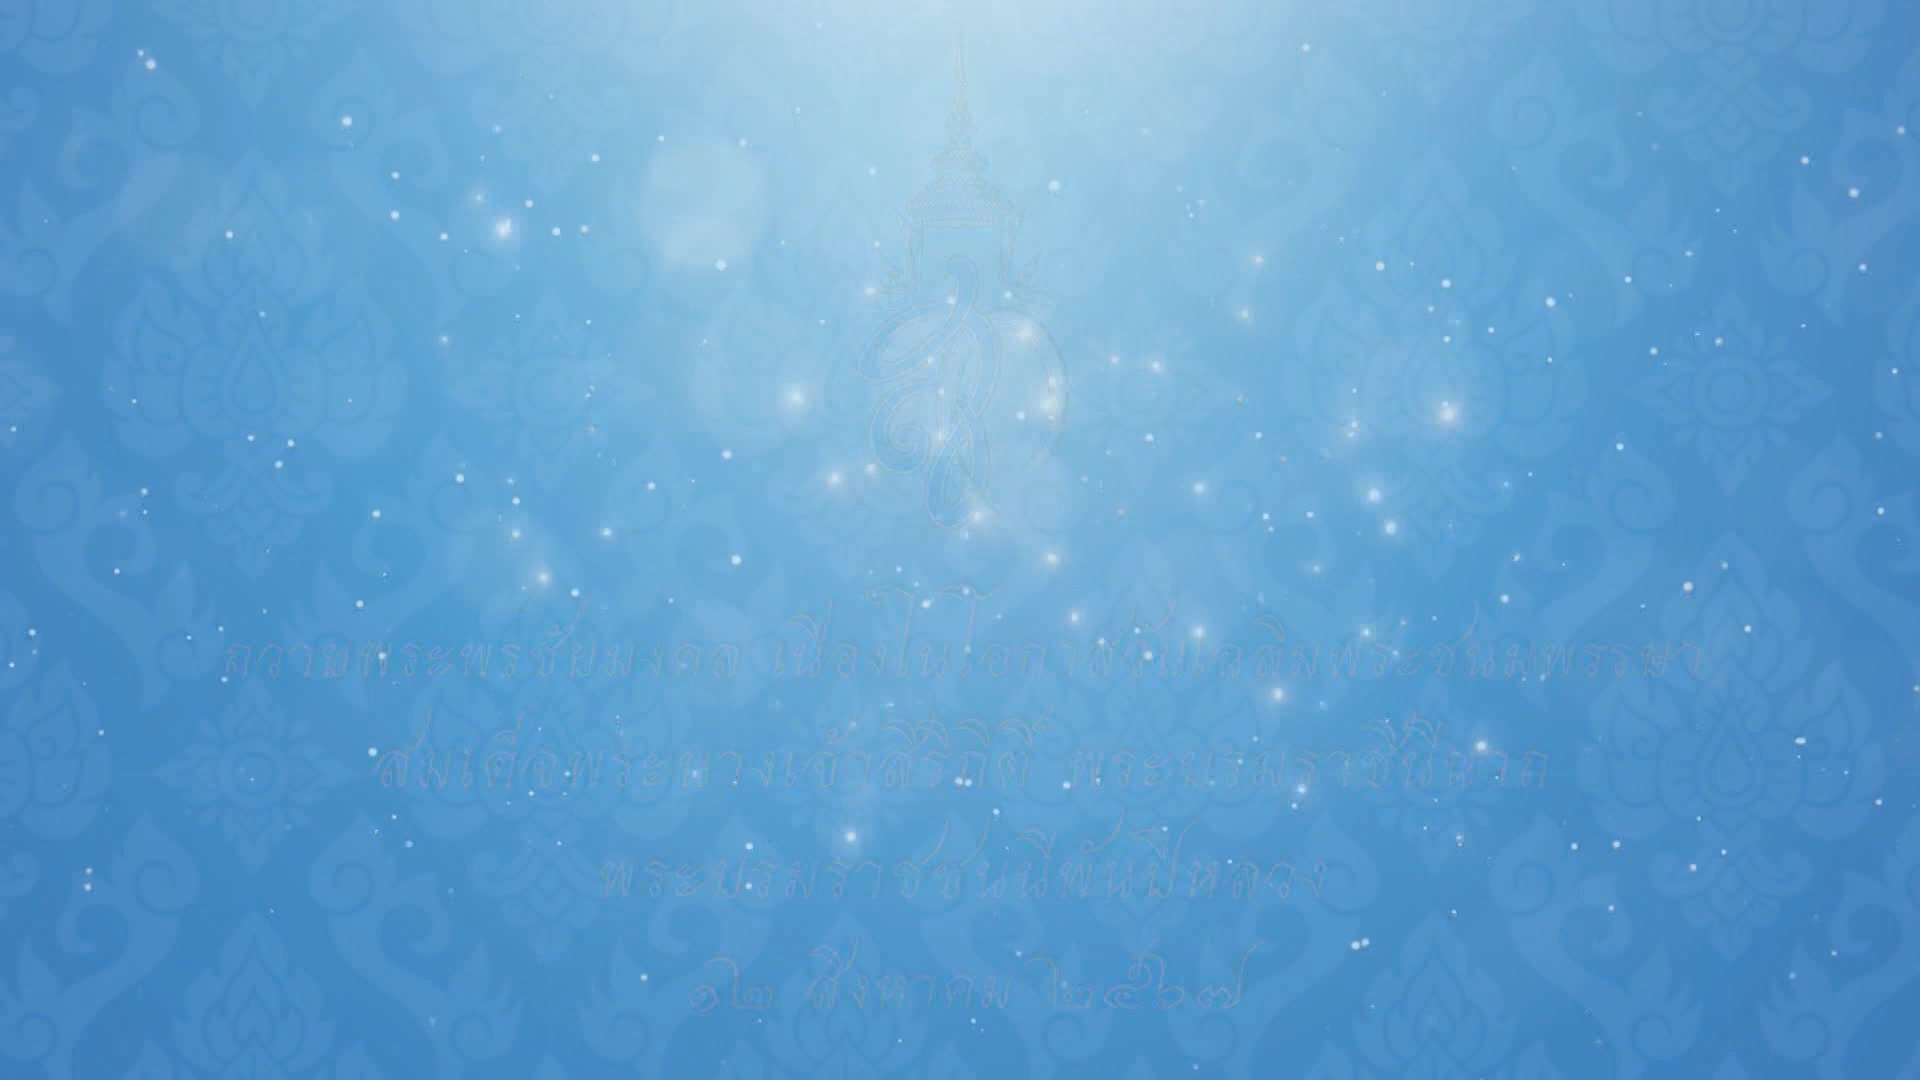 ถวายพระพรชัยมงคล เนื่องในโอกาสวันเฉลิมพระชนมพรรษา
สมเด็จพระนางเจ้าสิริกิติ์ พระบรมราชินีนาถ
พระบรมราชชนนีพันปีหลวง
๑๒ สิงหาคม ๒๕๖๗